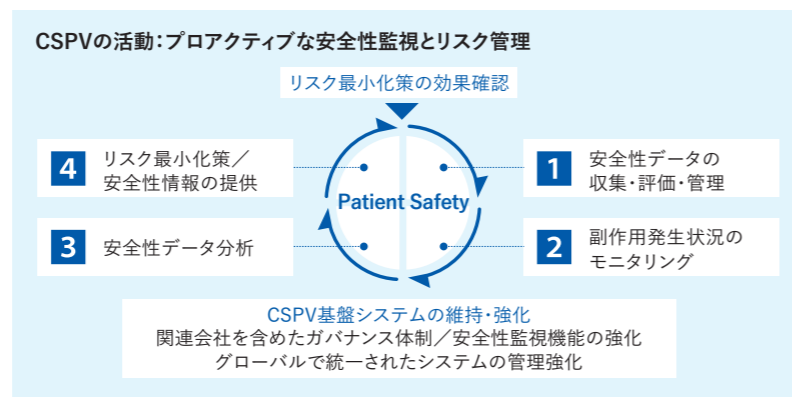 CSPVの活動：プロアクティブな安全性監視とリスク管理
リスク最小化策の効果確認
4
リスク最小化策／
安全性情報の提供
1
安全性データの
収集・評価・管理
Patient Safety
3
安全性データ分析
2
副作用発生状況の
モニタリング
CSPV基盤システムの維持・強化
関連会社を含めたガバナンス体制／安全性監視機能の強化
グローバルで統一されたシステムの管理強化